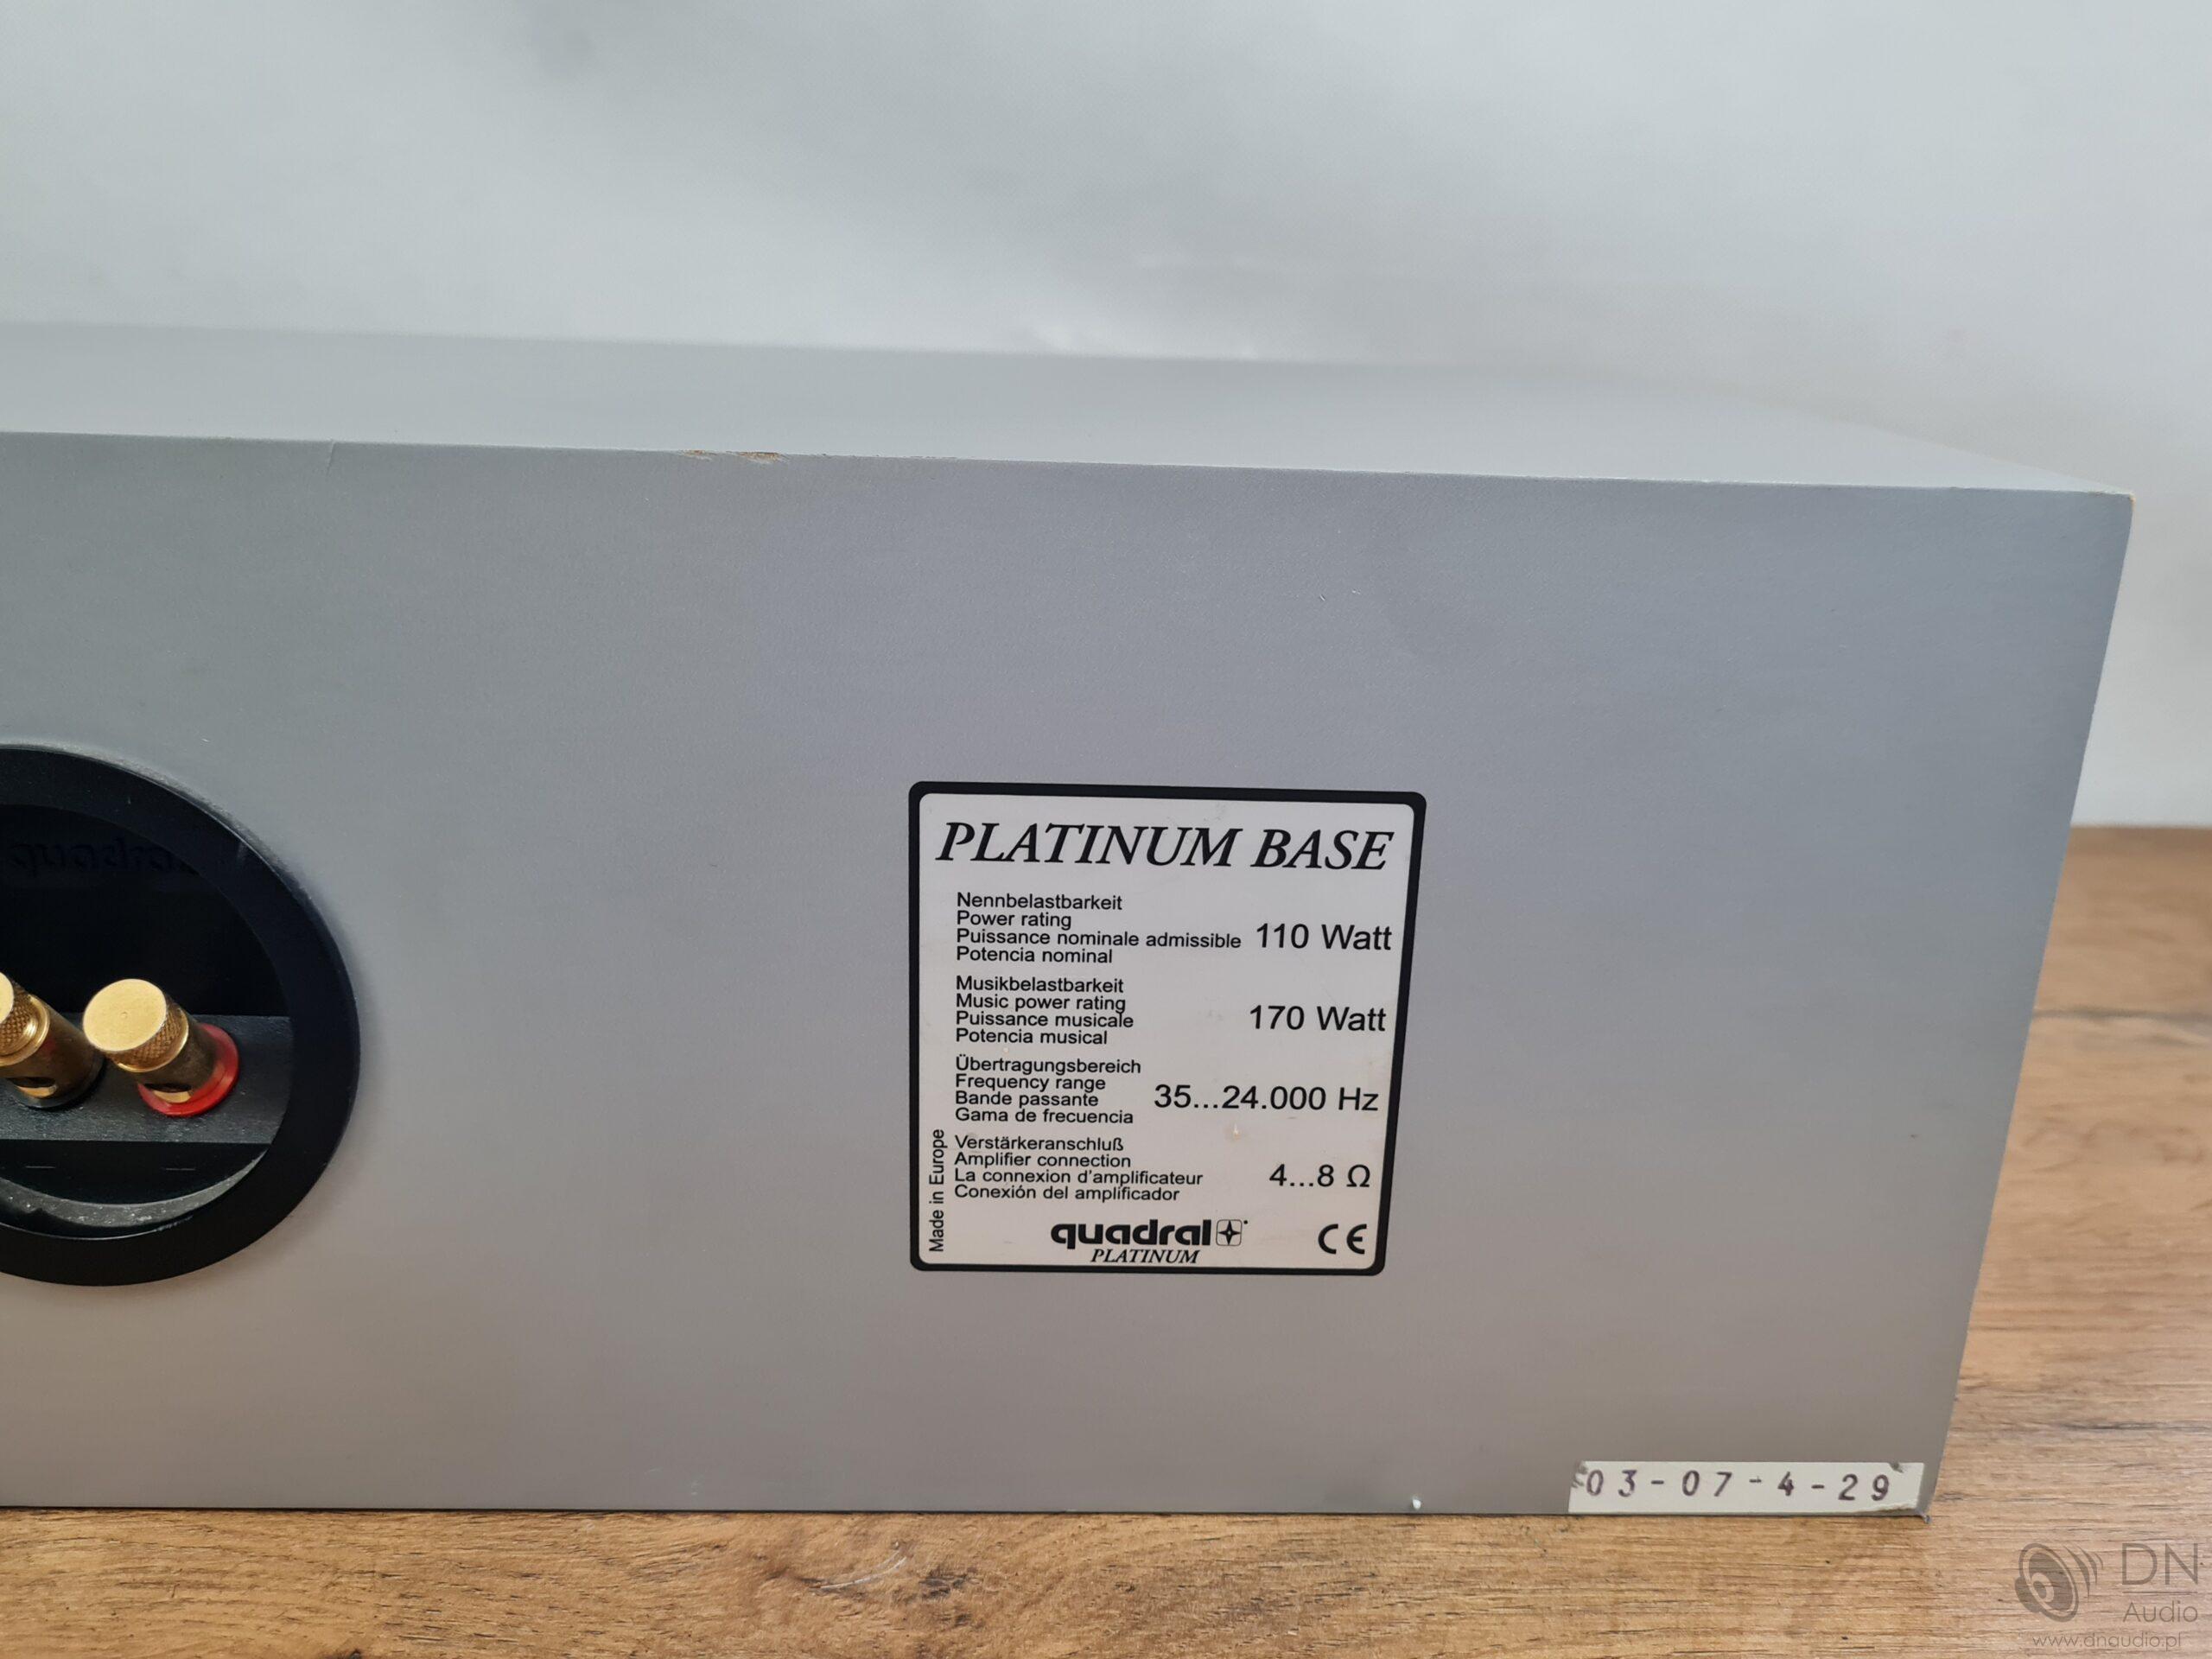 quadral
PLATINUM BASE
Nennbelastbarkeit
Power rating
Puissance nominale admissible 110 Watt
Potencia nominal
Musikbelastbarkeit
Music power rating
Puissance musicale 170 Watt
Potencia musical
Übertragungsbereich
Frequency range
Bande passante 35...24.000 Hz
Gama de frecuencia
Verstärkeranschluß
Amplifier connection
La connexion d'amplificateur 4...8 Ω
Conexión del amplificador
Made in Europe
quadral
PLATINUM
CE
03-07-4-29
DN
Audio
www.dnaudio.pl